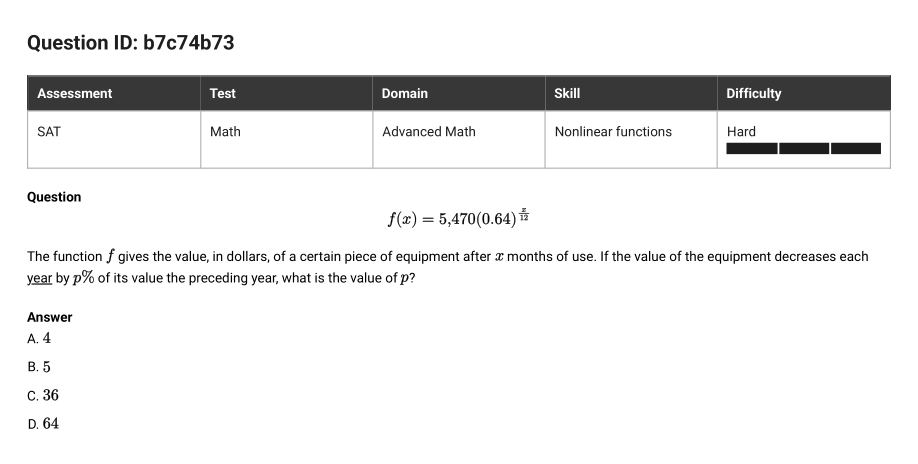 Question ID: b7c74b73
Assessment Test Domain Skill Difficulty
SAT Math Advanced Math Nonlinear functions Hard
Question
f(x) = 5,470(0.64)^{x/12}
The function f gives the value, in dollars, of a certain piece of equipment after x months of use. If the value of the equipment decreases each
year by p% of its value the preceding year, what is the value of p?
Answer
A. 4
B. 5
C. 36
D. 64